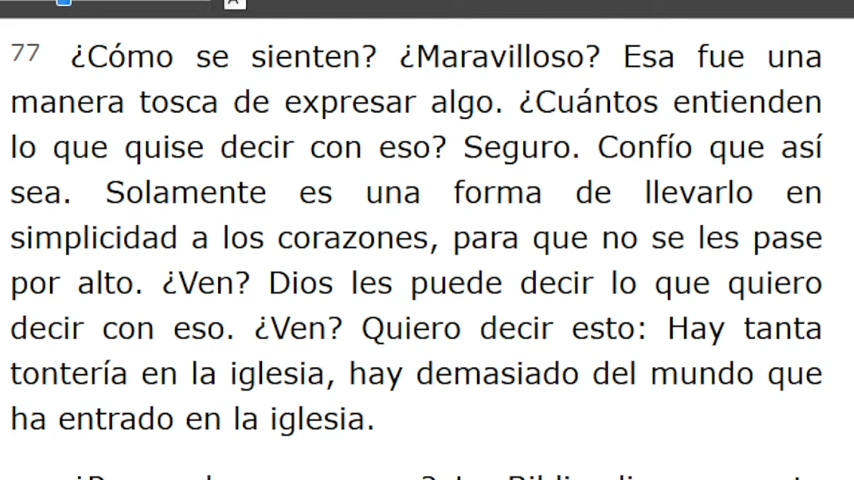 77 ¿Cómo se sienten? ¿Maravilloso? Esa fue una
manera tosca de expresar algo. ¿Cuántos entienden
lo que quise decir con eso? Seguro. Confío que así
sea. Solamente es una forma de llevarlo en
simplicidad a los corazones, para que no se les pase
por alto. ¿Ven? Dios les puede decir lo que quiero
decir con eso. ¿Ven? Quiero decir esto: Hay tanta
tontería en la iglesia, hay demasiado del mundo que
ha entrado en la iglesia.